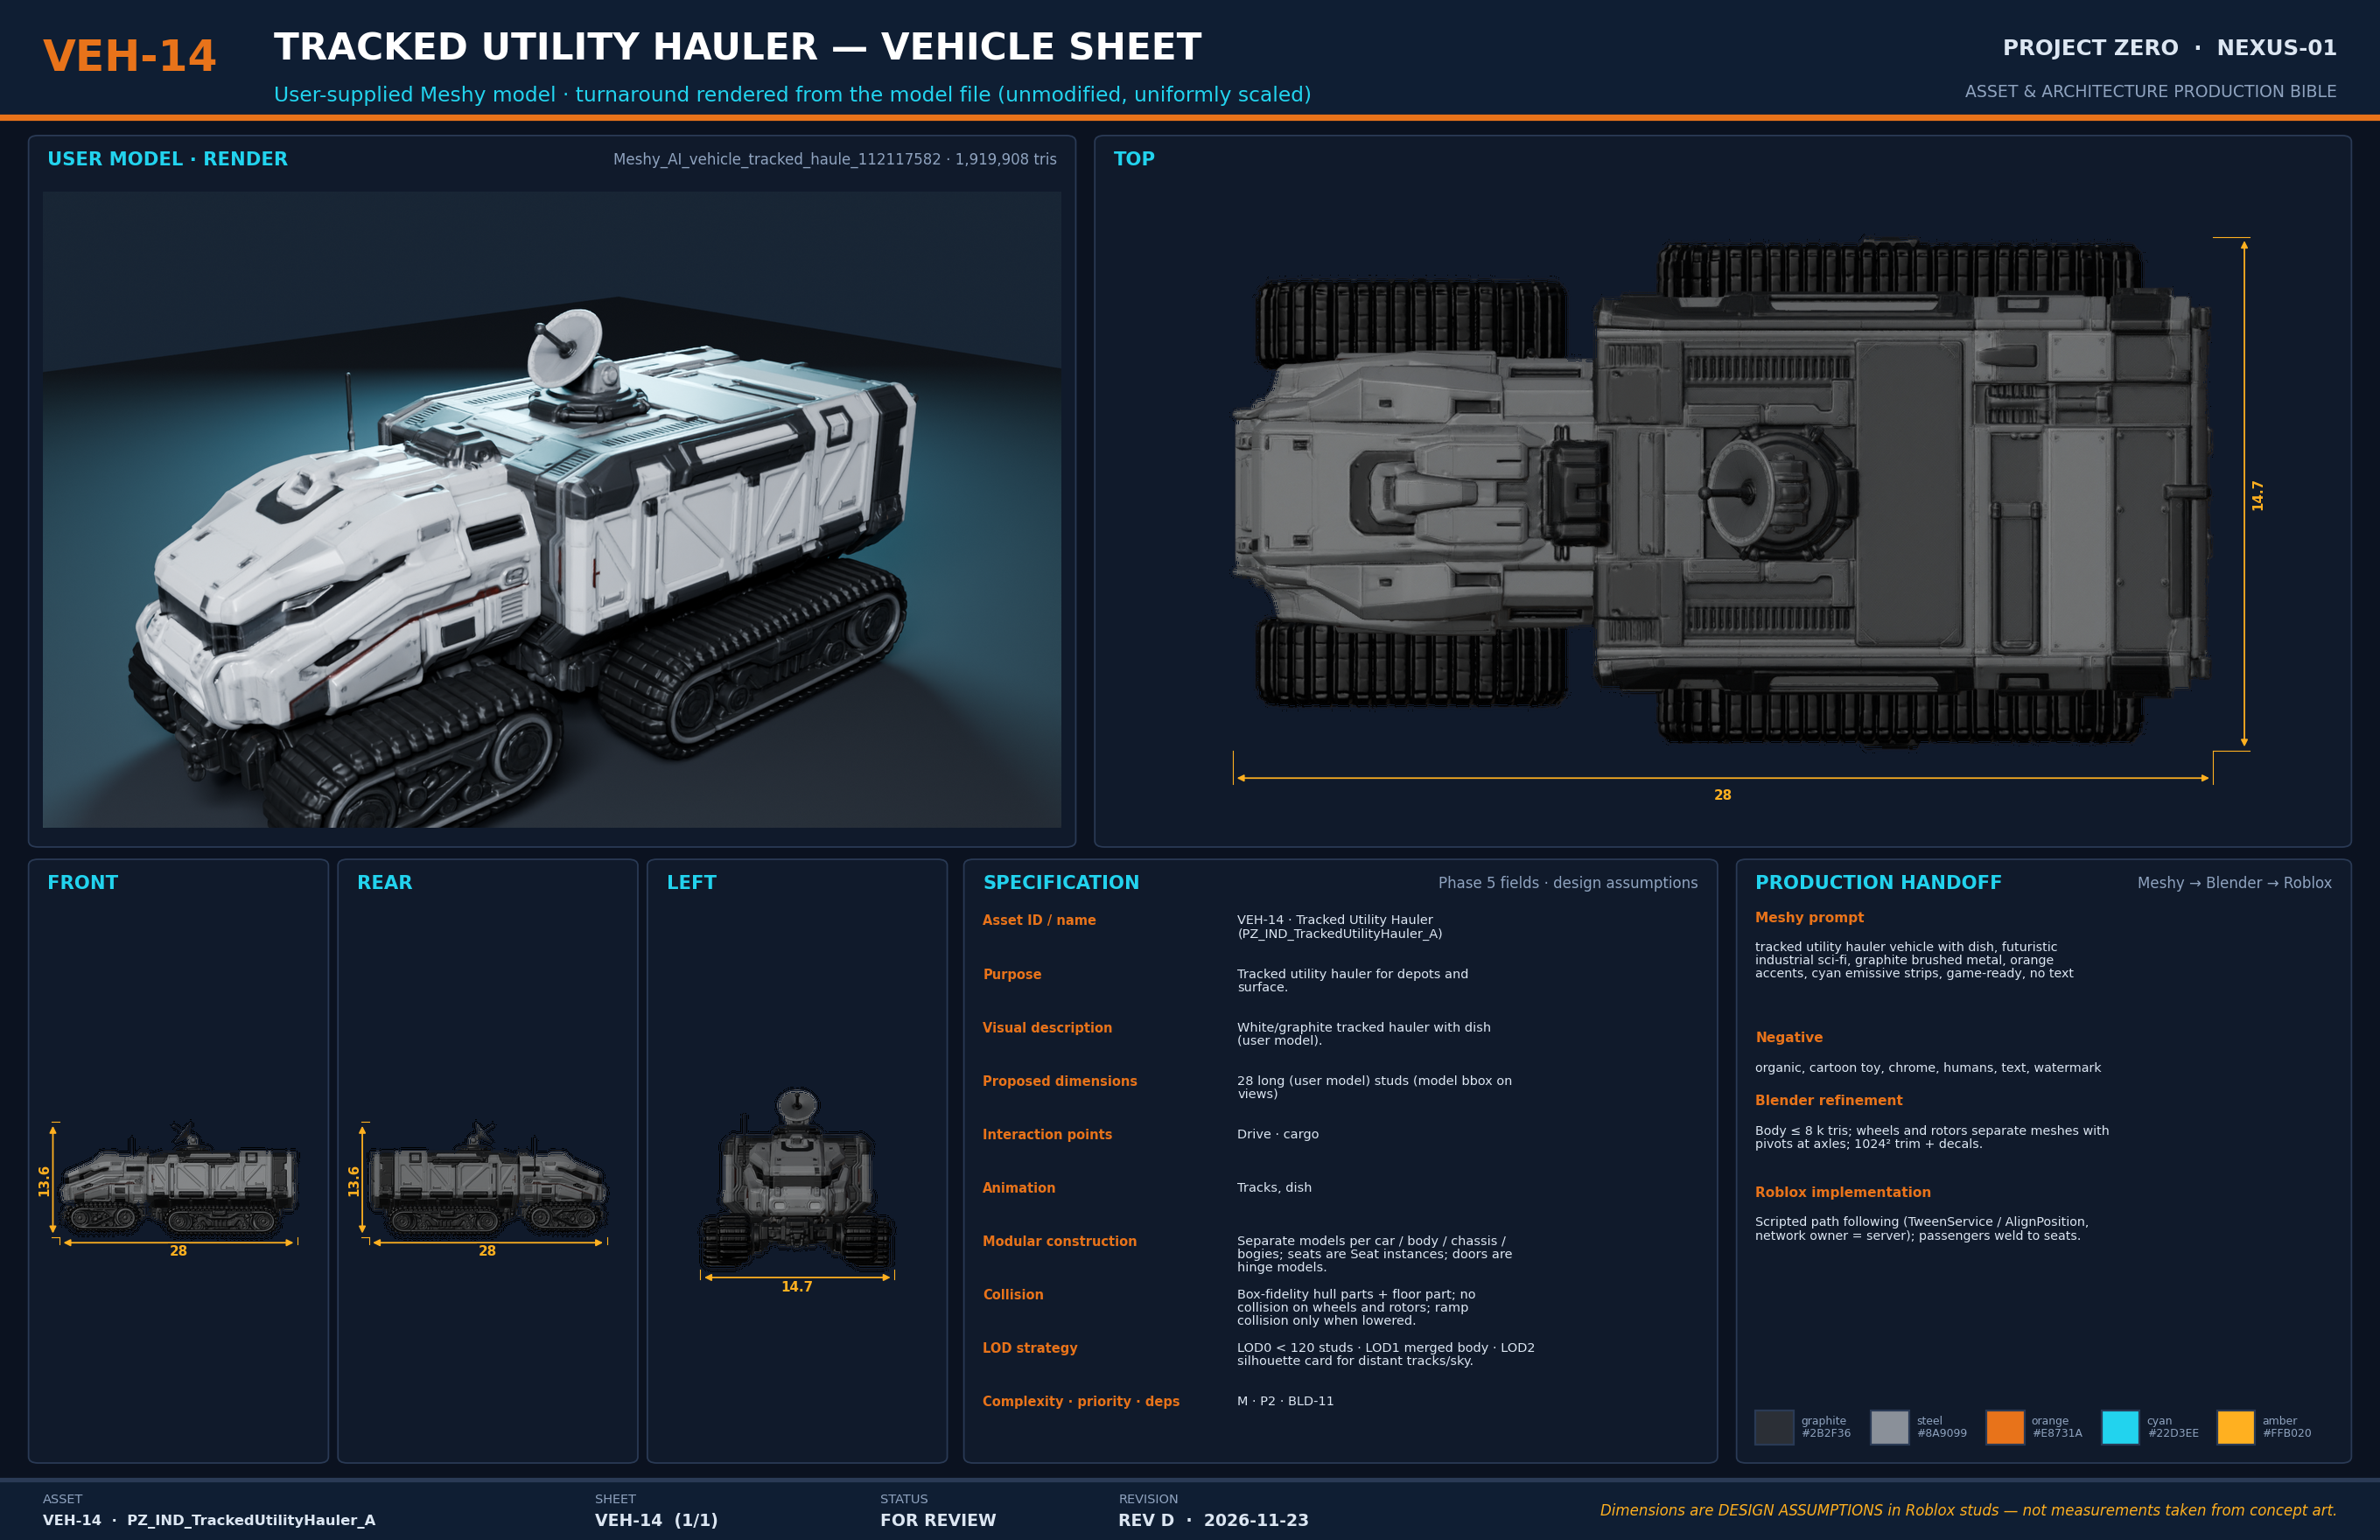 VEH-14
TRACKED UTILITY HAULER — VEHICLE SHEET
User-supplied Meshy model · turnaround rendered from the model file (unmodified, uniformly scaled)
PROJECT ZERO · NEXUS-01
ASSET & ARCHITECTURE PRODUCTION BIBLE
USER MODEL · RENDER
Meshy_AI_vehicle_tracked_haule_112117582 · 1,919,908 tris
TOP
14.7
28
FRONT
13.6
28
REAR
13.6
28
LEFT
14.7
SPECIFICATION
Phase 5 fields · design assumptions
Asset ID / name
VEH-14 · Tracked Utility Hauler
(PZ_IND_TrackedUtilityHauler_A)
Purpose
Tracked utility hauler for depots and
surface.
Visual description
White/graphite tracked hauler with dish
(user model).
Proposed dimensions
28 long (user model) studs (model bbox on
views)
Interaction points
Drive · cargo
Animation
Tracks, dish
Modular construction
Separate models per car / body / chassis /
bogies; seats are Seat instances; doors are
hinge models.
Collision
Box-fidelity hull parts + floor part; no
collision on wheels and rotors; ramp
collision only when lowered.
LOD strategy
LOD0 < 120 studs · LOD1 merged body · LOD2
silhouette card for distant tracks/sky.
Complexity · priority · deps
M · P2 · BLD-11
PRODUCTION HANDOFF
Meshy → Blender → Roblox
Meshy prompt
tracked utility hauler vehicle with dish, futuristic
industrial sci-fi, graphite brushed metal, orange
accents, cyan emissive strips, game-ready, no text
Negative
organic, cartoon toy, chrome, humans, text, watermark
Blender refinement
Body ≤ 8 k tris; wheels and rotors separate meshes with
pivots at axles; 1024² trim + decals.
Roblox implementation
Scripted path following (TweenService / AlignPosition,
network owner = server); passengers weld to seats.
graphite
#2B2F36
steel
#8A9099
orange
#E8731A
cyan
#22D3EE
amber
#FFB020
ASSET
VEH-14 · PZ_IND_TrackedUtilityHauler_A
SHEET
VEH-14 (1/1)
STATUS
FOR REVIEW
REVISION
REV D · 2026-11-23
Dimensions are DESIGN ASSUMPTIONS in Roblox studs — not measurements taken from concept art.